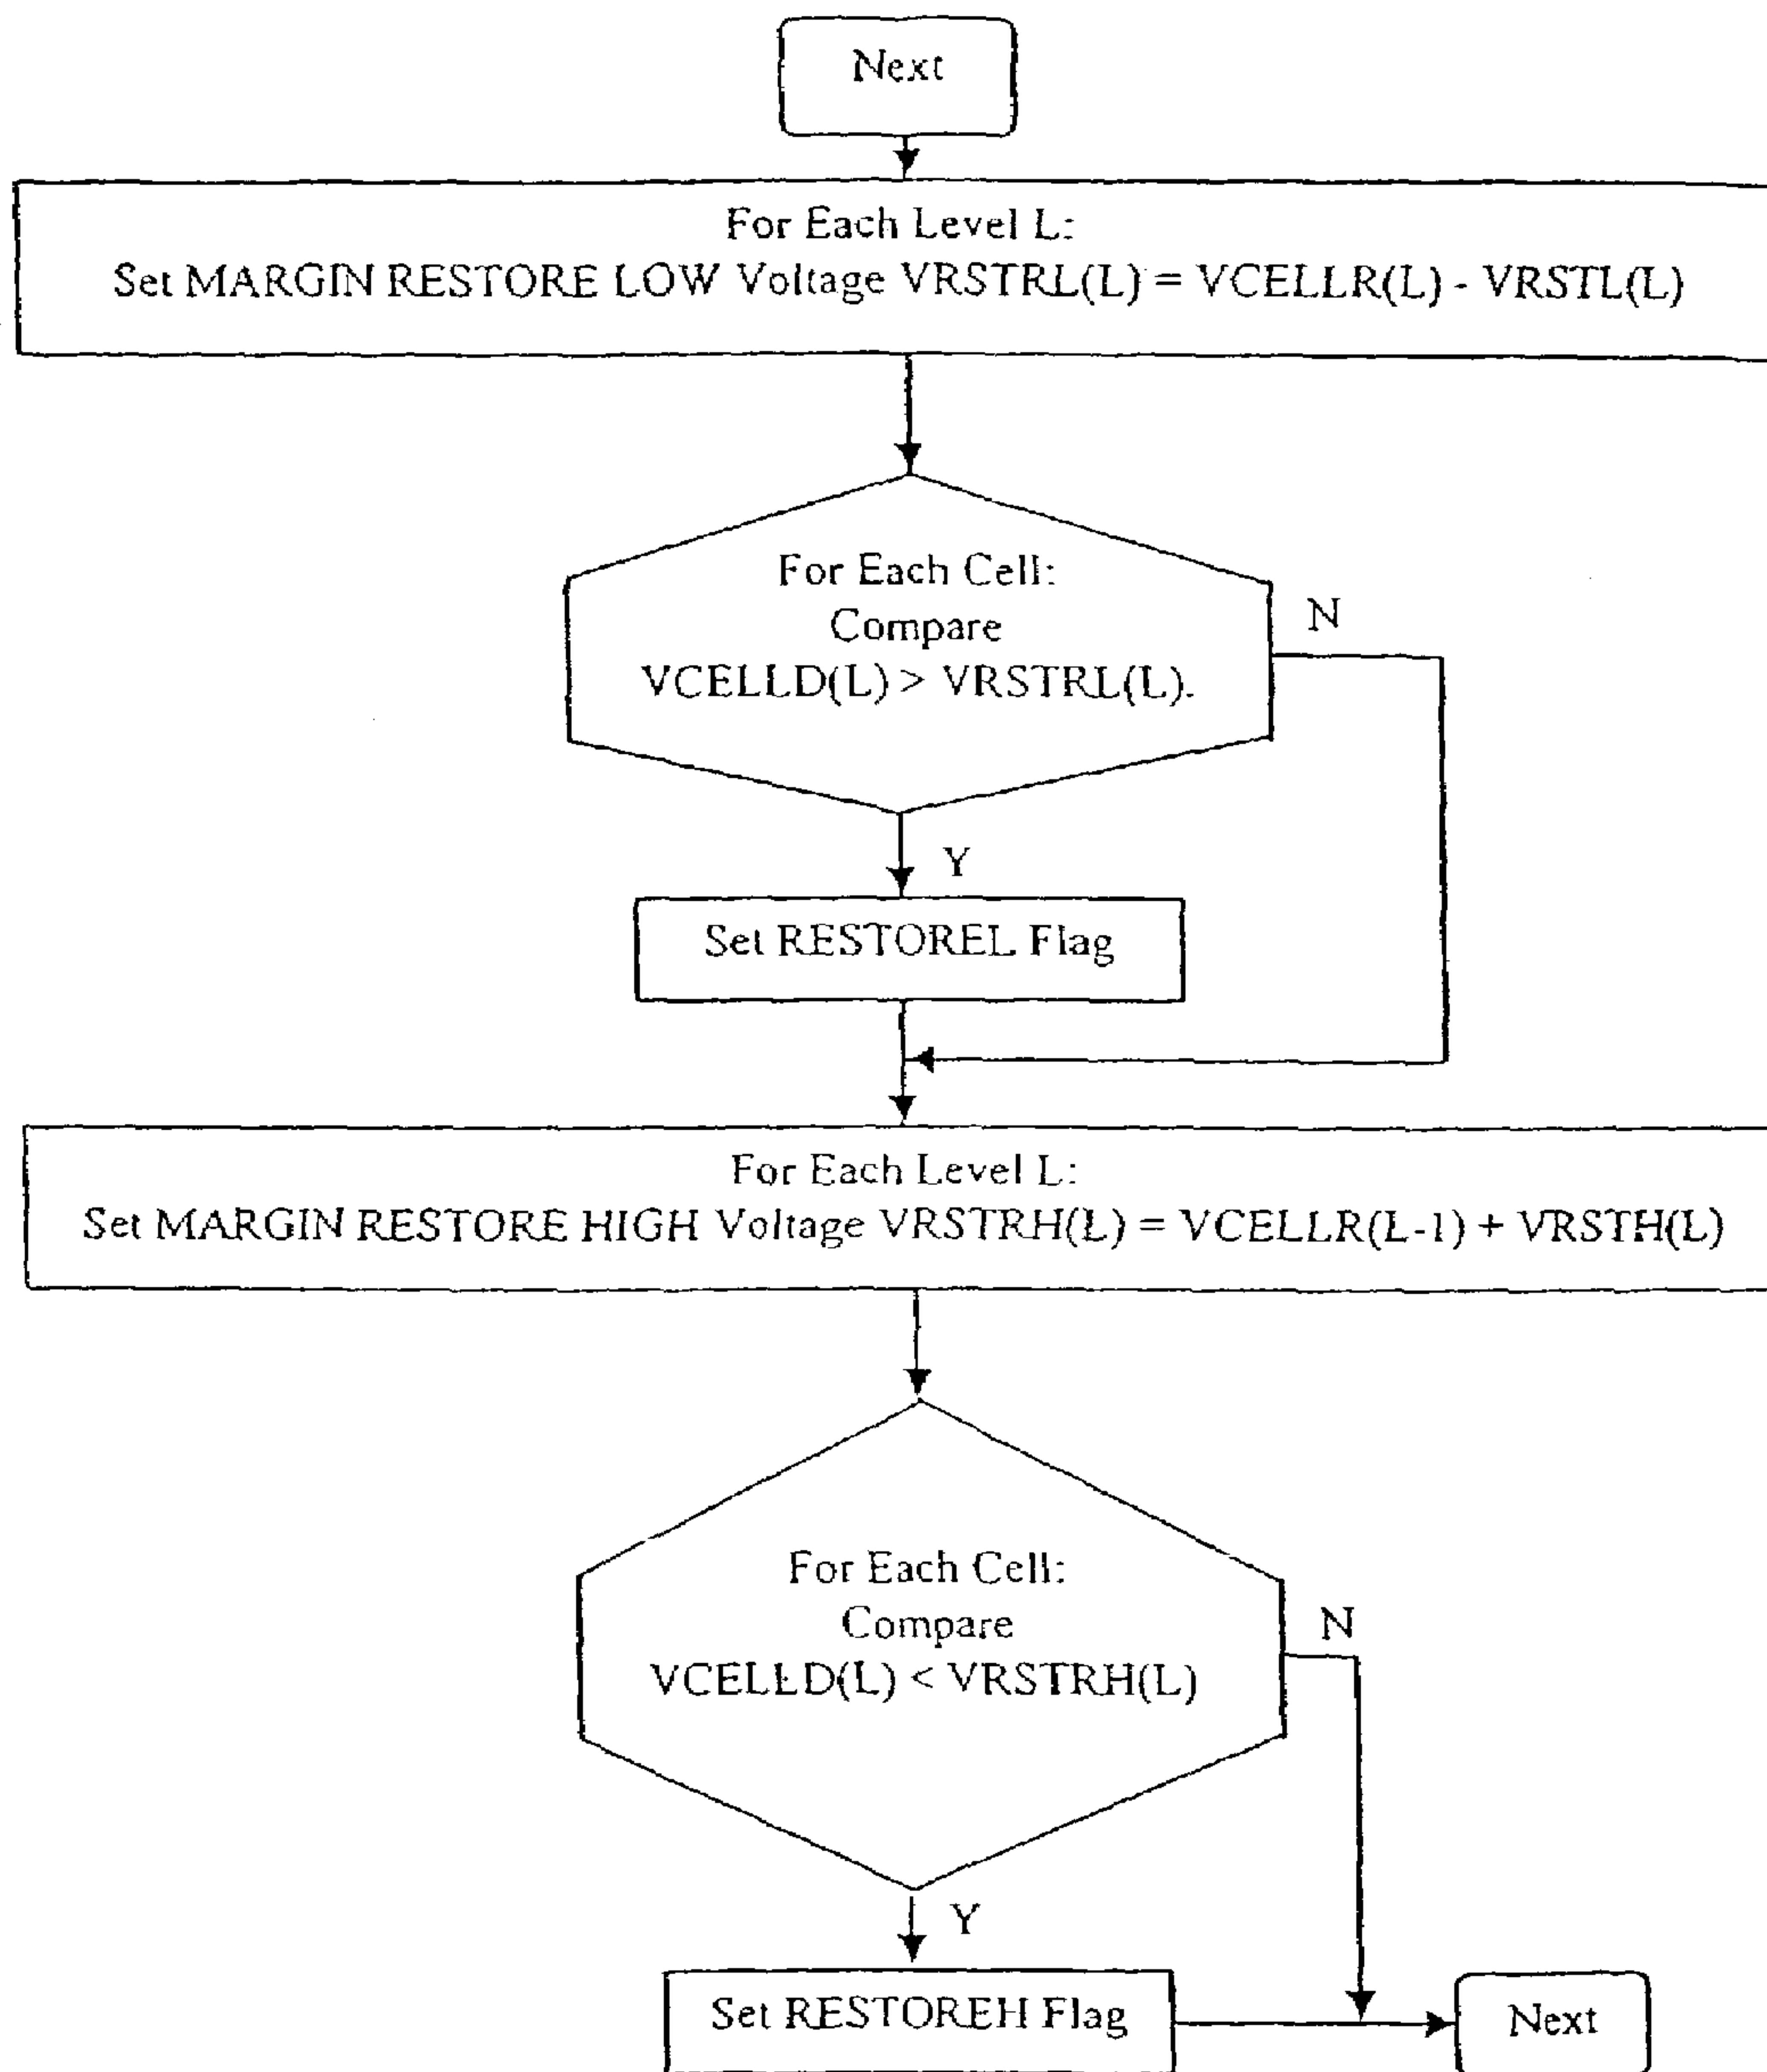 Next
For Each Level L:
Set MARGIN RESTORE LOW Voltage VRSTRL(L) = VCELLR(L) - VRSTL(L)
For Each Cell:
Compare
VCELLD(L) > VRSTRL(L).
N
Y
Set RESTOREL Flag
For Each Level L:
Set MARGIN RESTORE HIGH Voltage VRSTRH(L) = VCELLR(L-1) + VRSTH(L)
For Each Cell:
Compare
VCELLD(L) < VRSTRH(L)
N
Y
Set RESTOREH Flag
Next